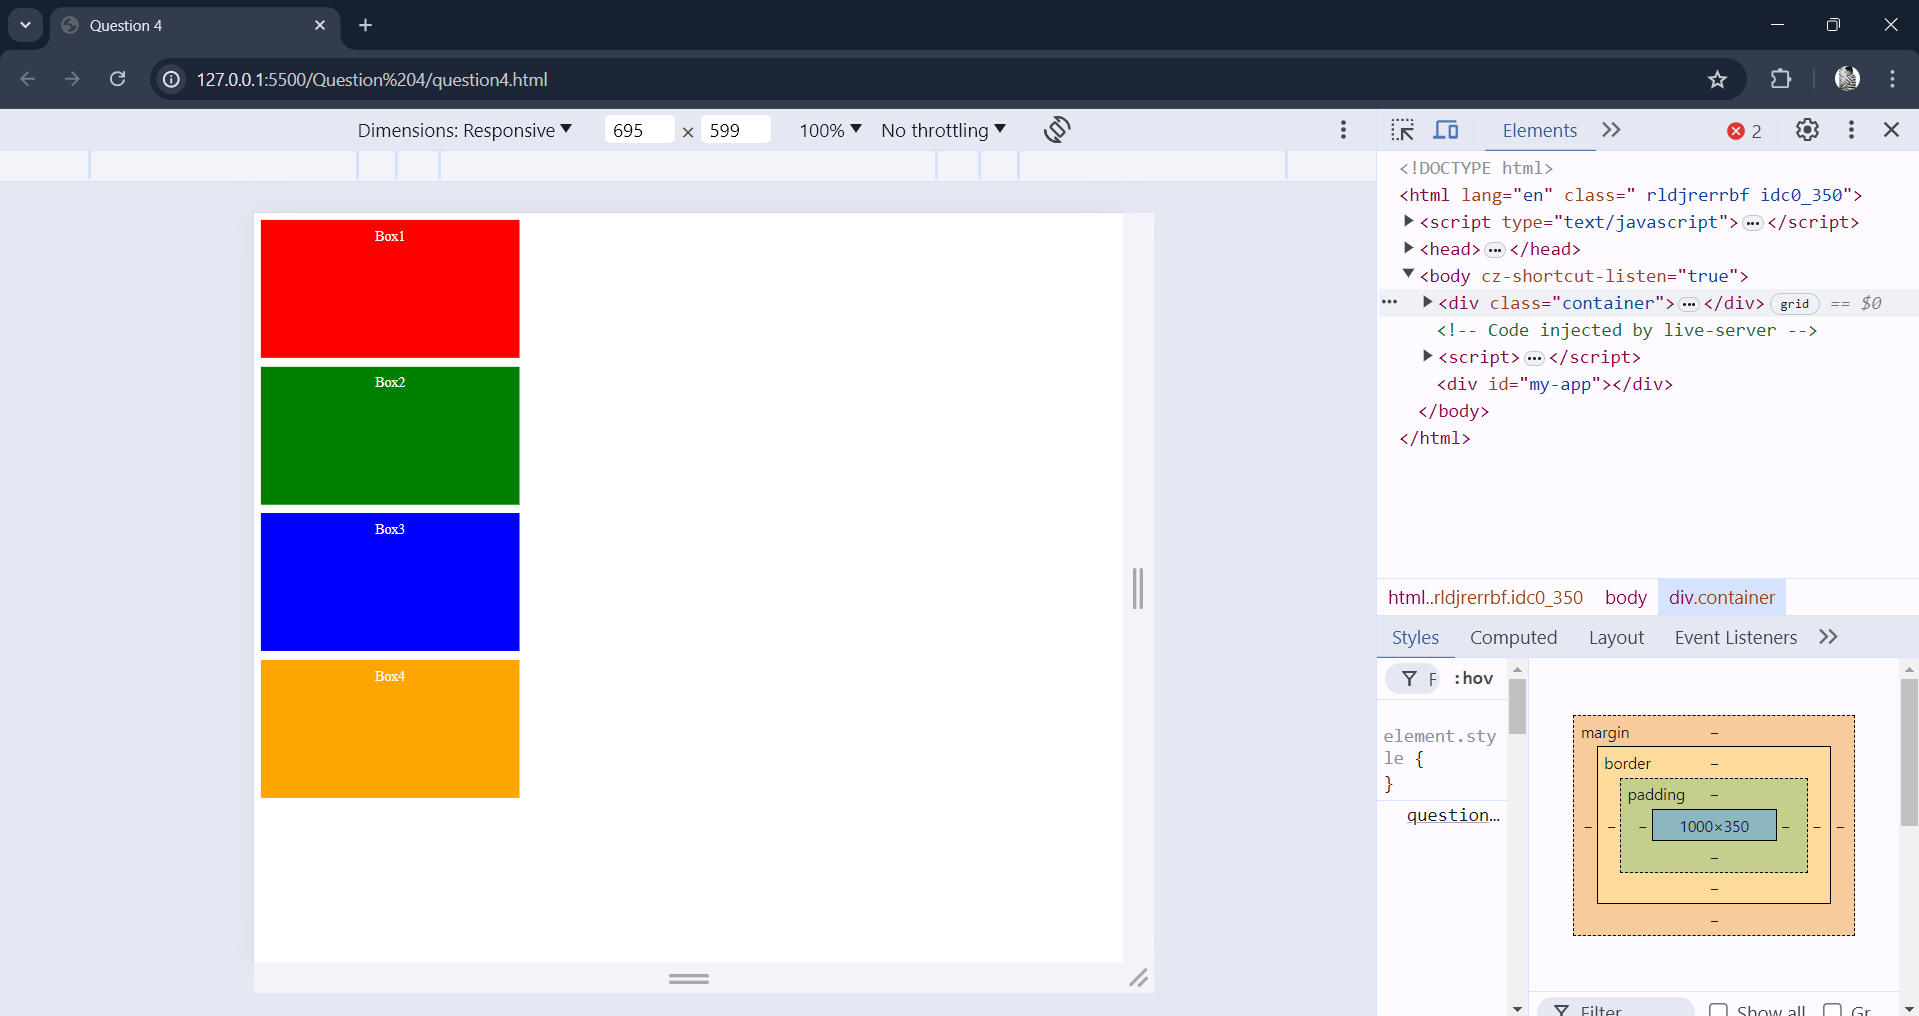 Question 4
127.0.0.1:5500/Question%204/question4.html
Dimensions: Responsive 695 × 599 100% No throttling
Elements 2
Box1
Box2
Box3
Box4
<!DOCTYPE html>
<html lang="en" class=" rldjrerrbf idc0_350">
<script type="text/javascript">…</script>
<head>…</head>
<body cz-shortcut-listen="true">
… <div class="container">…</div> grid == $0
<!-- Code injected by live-server -->
<script>…</script>
<div id="my-app"></div>
</body>
</html>
html..rldjrerrbf.idc0_350 body div.container
Styles Computed Layout Event Listeners
F :hov
element.sty
le {
}
question…
margin –
border –
padding –
– – – 1000×350 – – –
–
–
–
Filter Show all Gr